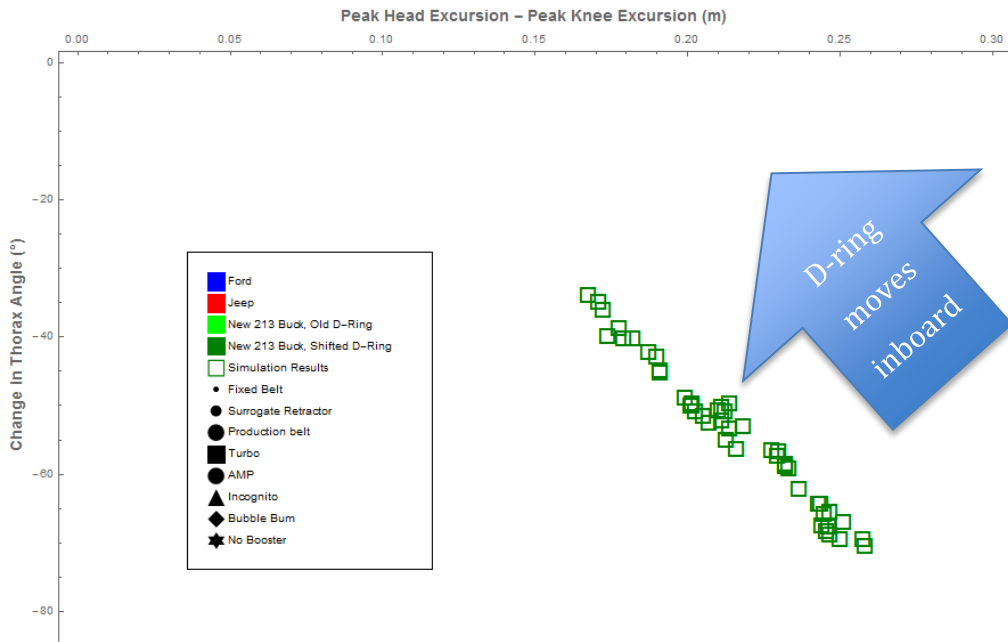 Peak Head Excursion – Peak Knee Excursion (m)
0.00 0.05 0.10 0.15 0.20 0.25 0.30
0
−20
−40
−60
−80
Change In Thorax Angle (°)
Ford
Jeep
New 213 Buck, Old D–Ring
New 213 Buck, Shifted D–Ring
Simulation Results
Fixed Belt
Surrogate Retractor
Production belt
Turbo
AMP
Incognito
Bubble Bum
No Booster
D-ring
moves
inboard